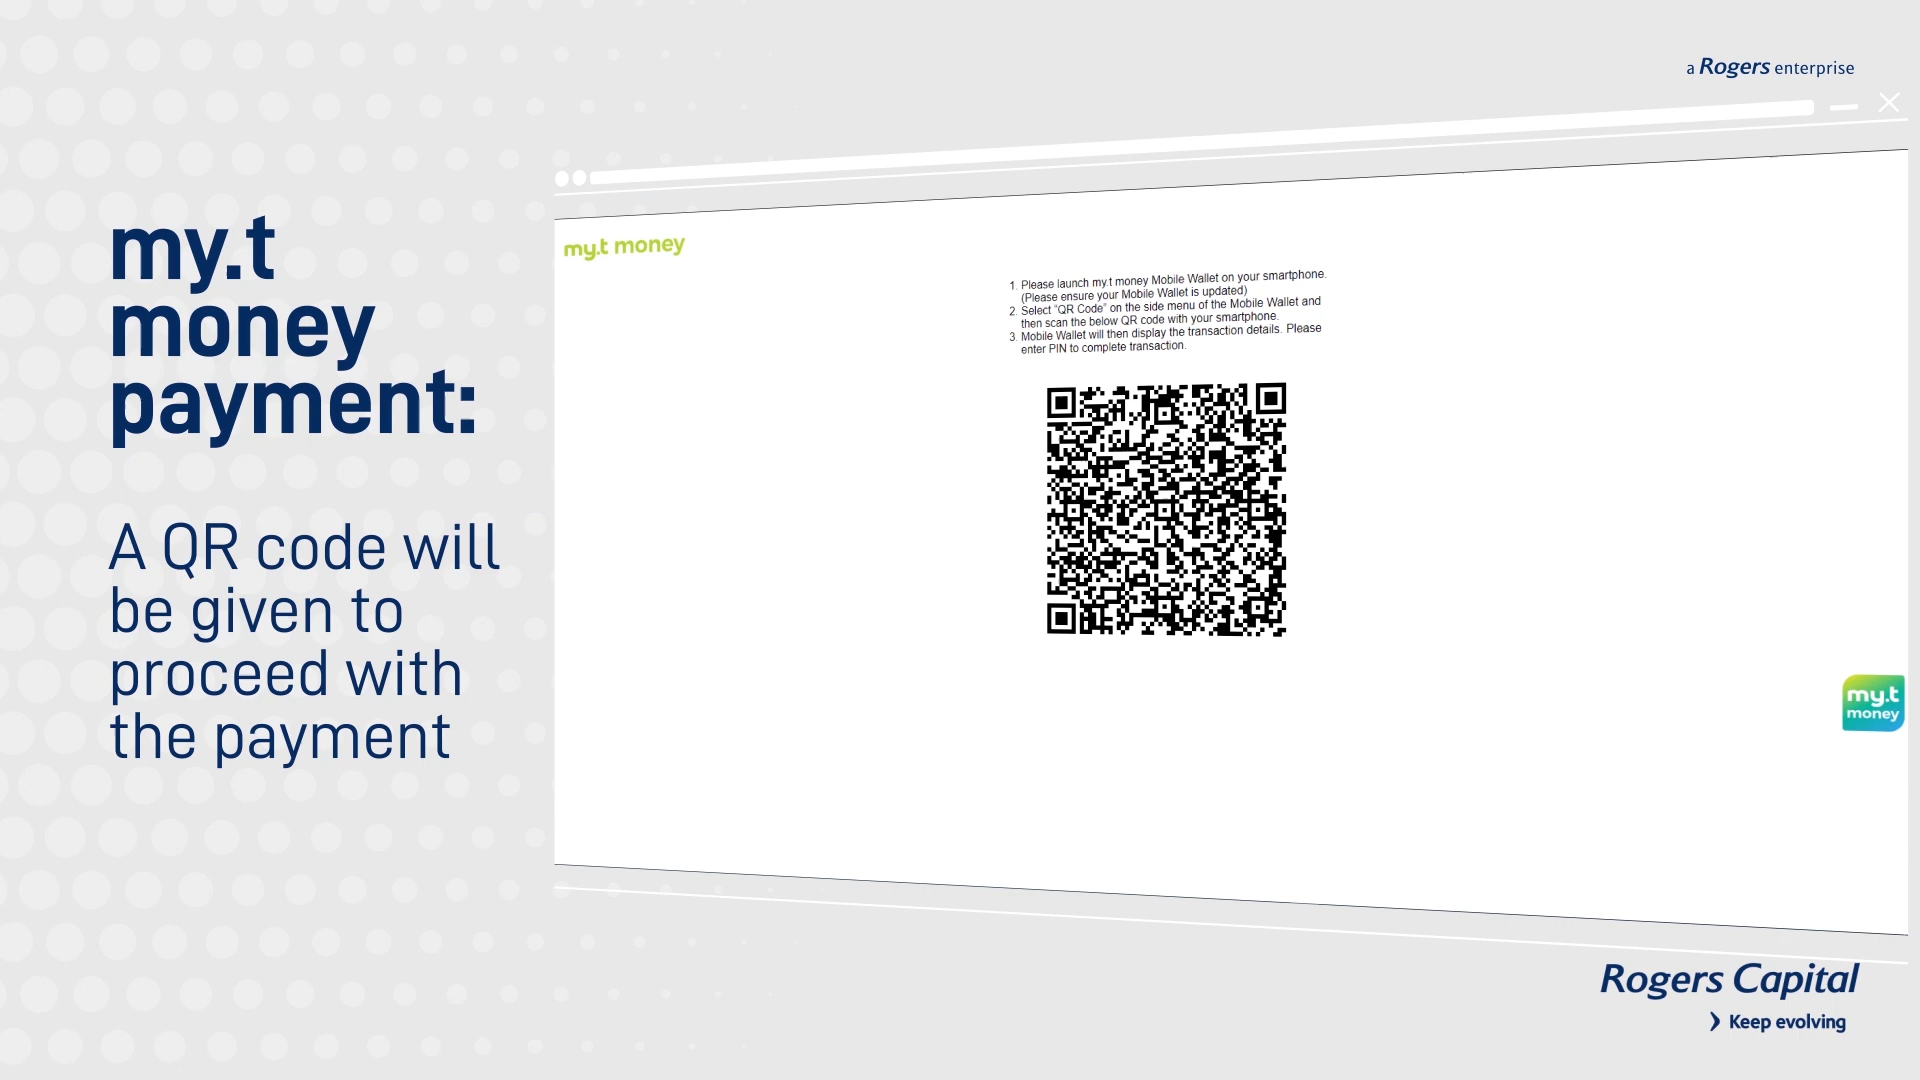 a Rogers enterprise
my.t
money
payment:
A QR code will
be given to
proceed with
the payment
my.t money
1. Please launch my.t money Mobile Wallet on your smartphone.
(Please ensure your Mobile Wallet is updated)
2. Select "QR Code" on the side menu of the Mobile Wallet and
then scan the below QR code with your smartphone.
3. Mobile Wallet will then display the transaction details. Please
enter PIN to complete transaction.
my.t
money
Rogers Capital
Keep evolving